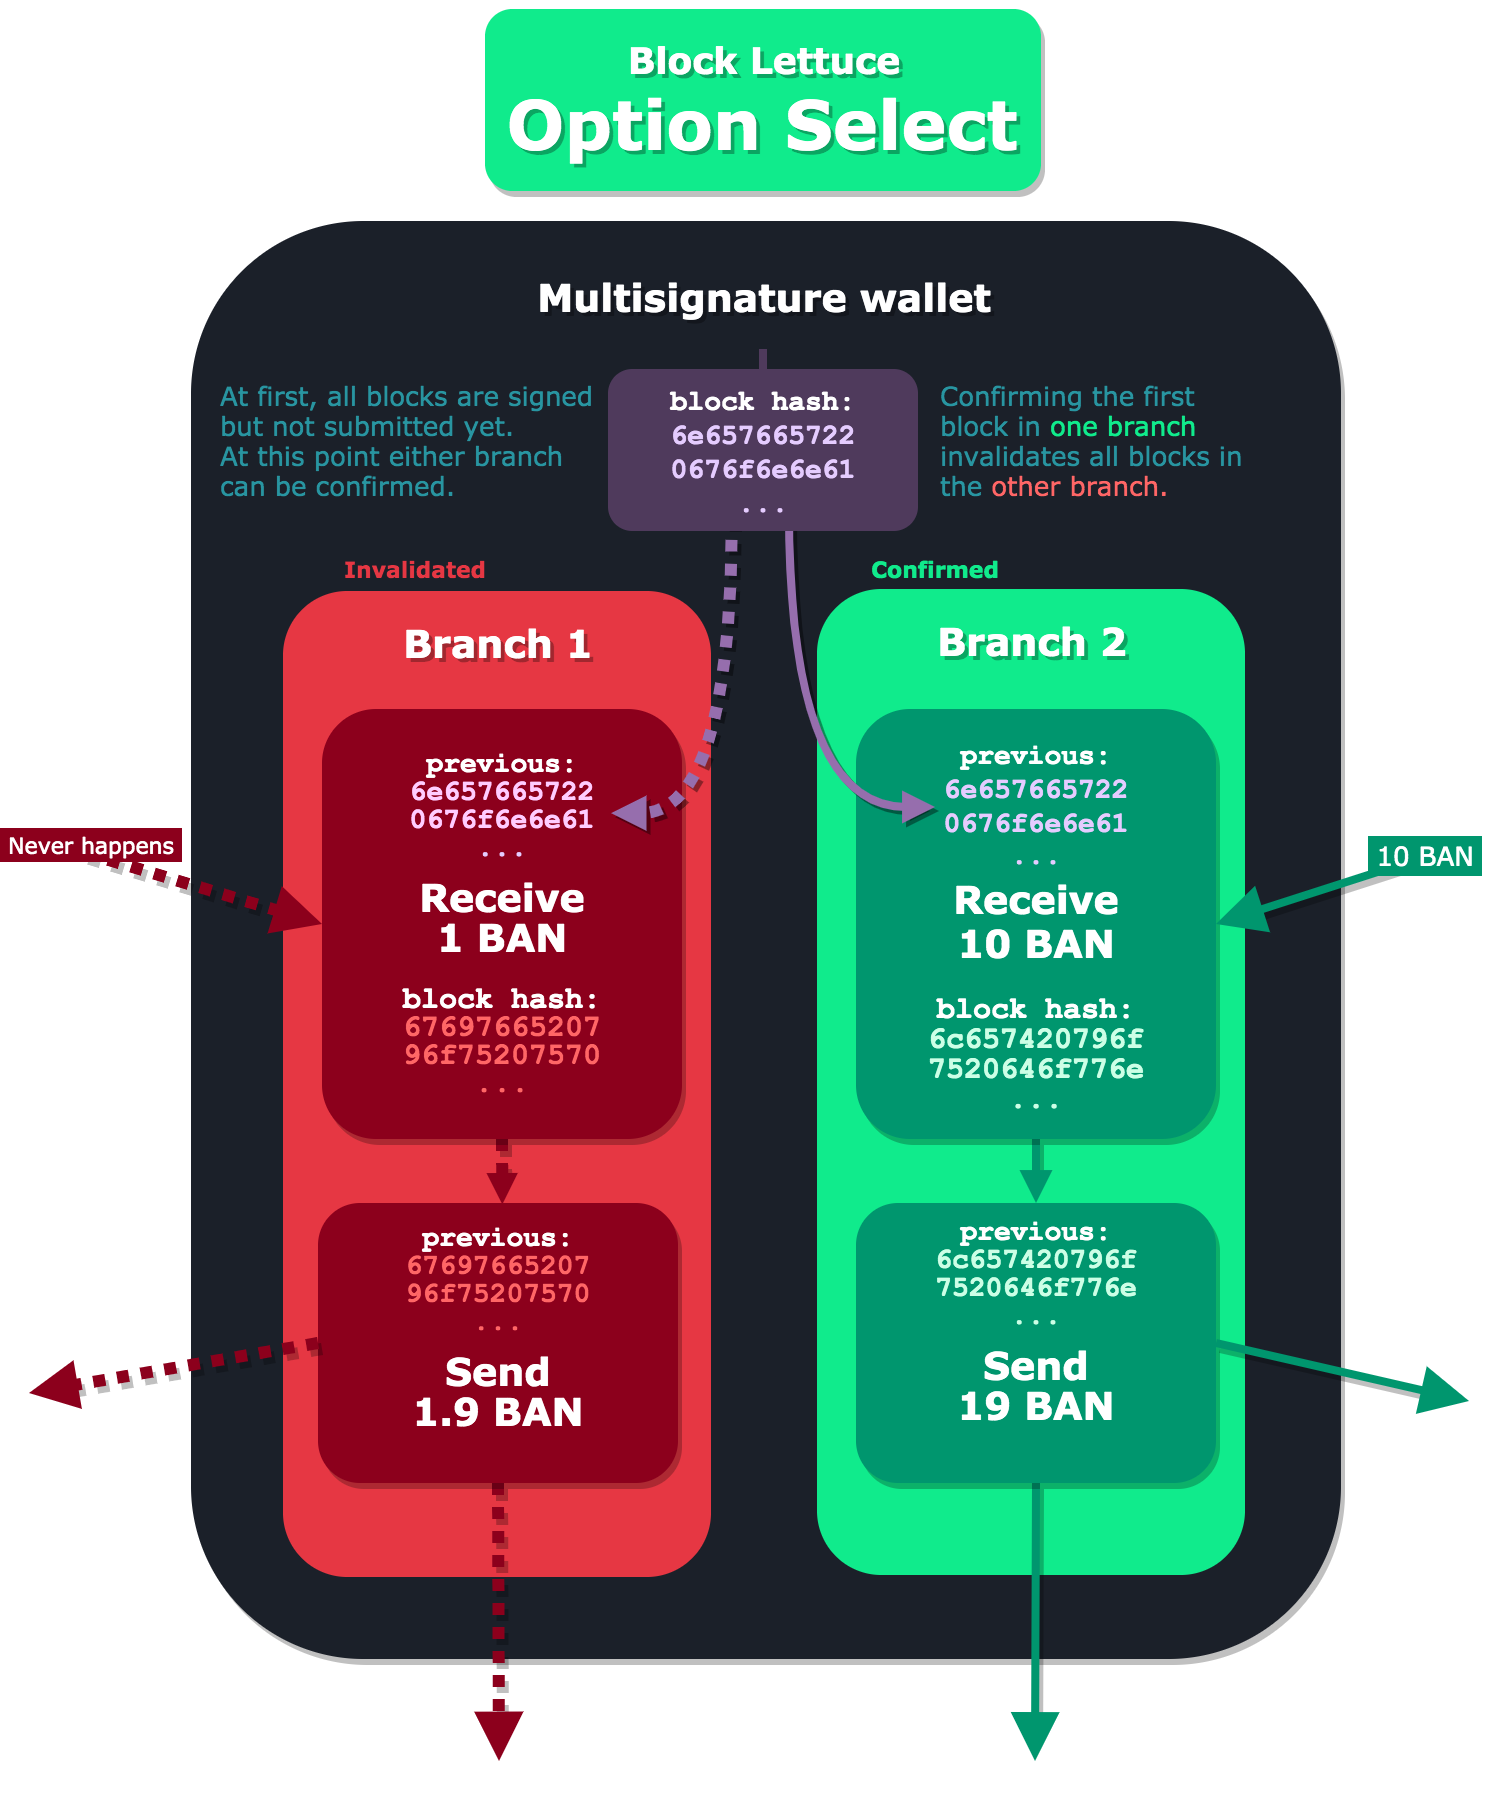 Block Lettuce
Option Select
Multisignature wallet
At first, all blocks are signed
but not submitted yet.
At this point either branch
can be confirmed.
block hash:
6e657665722
0676f6e6e61
...
Confirming the first
block in one branch
invalidates all blocks in
the other branch.
Invalidated
Branch 1
previous:
6e657665722
0676f6e6e61
...
Never happens
Receive
1 BAN
block hash:
67697665207
96f75207570
...
previous:
67697665207
96f75207570
...
Send
1.9 BAN
Confirmed
Branch 2
previous:
6e657665722
0676f6e6e61
...
10 BAN
Receive
10 BAN
block hash:
6c657420796f
7520646f776e
...
previous:
6c657420796f
7520646f776e
...
Send
19 BAN